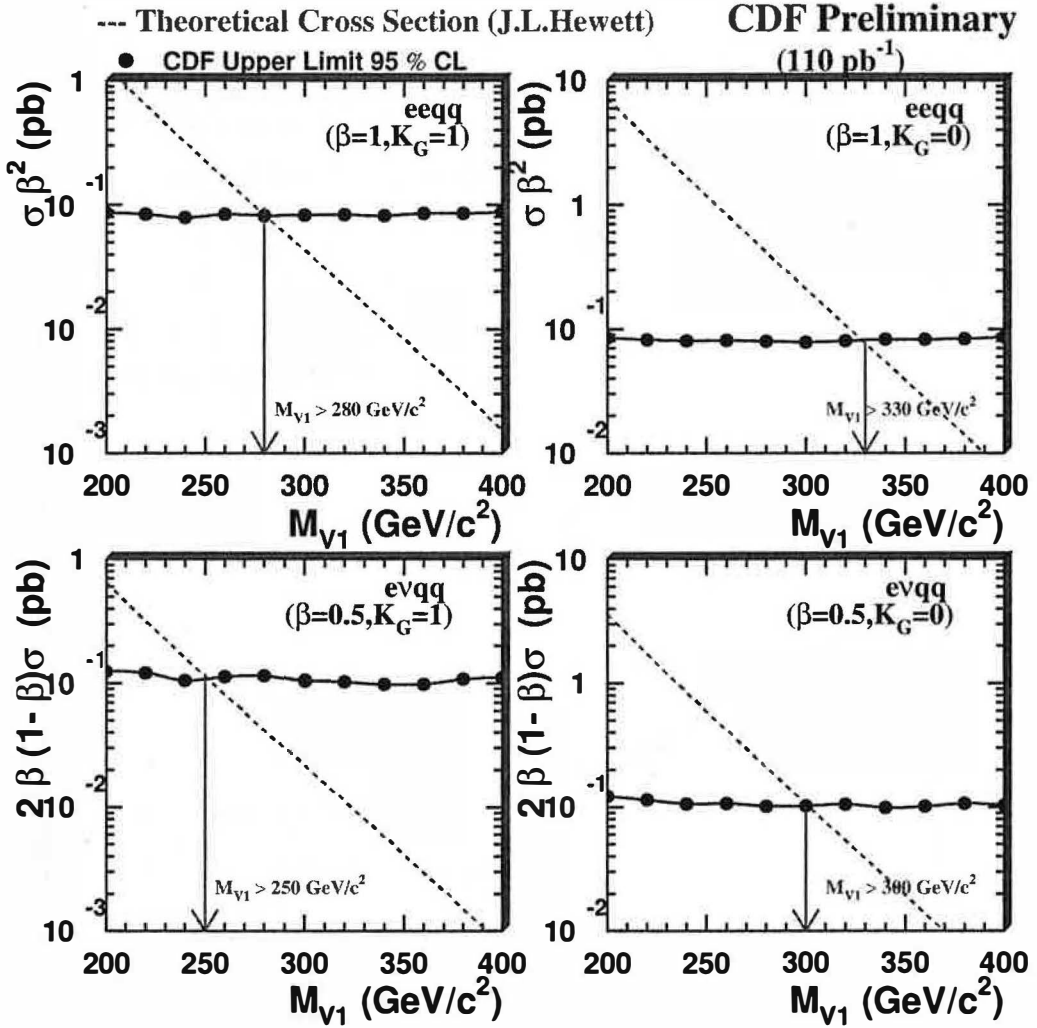 --- Theoretical Cross Section (J.L.Hewett)
CDF Preliminary
● CDF Upper Limit 95 % CL
(110 pb⁻¹)
σβ² (pb)
1
10⁻¹
10⁻²
10⁻³
eeqq
(β=1,K_G=1)
M_V1 > 280 GeV/c²
200 250 300 350 400
M_V1 (GeV/c²)
σβ² (pb)
10
1
10⁻¹
10⁻²
eeqq
(β=1,K_G=0)
M_V1 > 330 GeV/c²
200 250 300 350 400
M_V1 (GeV/c²)
2β (1- β)σ (pb)
1
10⁻¹
10⁻²
10⁻³
eνqq
(β=0.5,K_G=1)
M_V1 > 250 GeV/c²
200 250 300 350 400
M_V1 (GeV/c²)
2β (1- β)σ (pb)
10
1
10⁻¹
10⁻²
eνqq
(β=0.5,K_G=0)
M_V1 > 300 GeV/c²
200 250 300 350 400
M_V1 (GeV/c²)